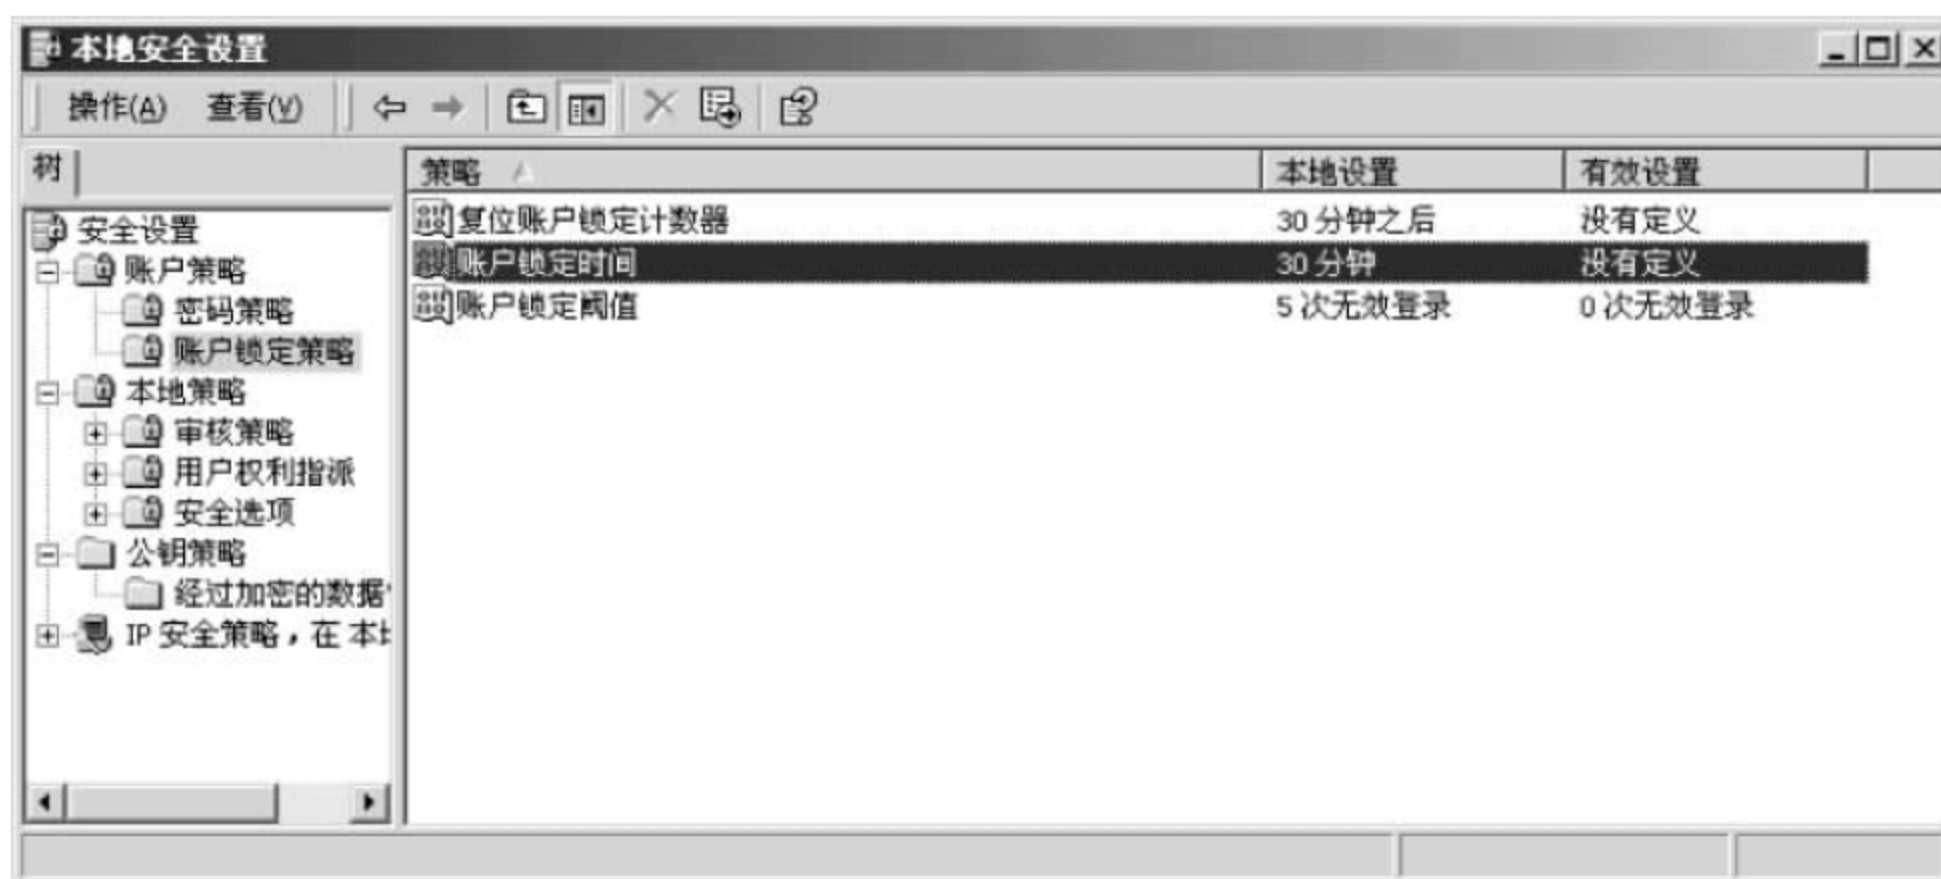 本地安全设置
操作(A) 查看(V)
树
策略 本地设置 有效设置
安全设置
账户策略
密码策略
账户锁定策略
本地策略
审核策略
用户权利指派
安全选项
公钥策略
经过加密的数据
IP 安全策略，在 本
复位账户锁定计数器 30 分钟之后 没有定义
账户锁定时间 30 分钟 没有定义
账户锁定阈值 5 次无效登录 0 次无效登录